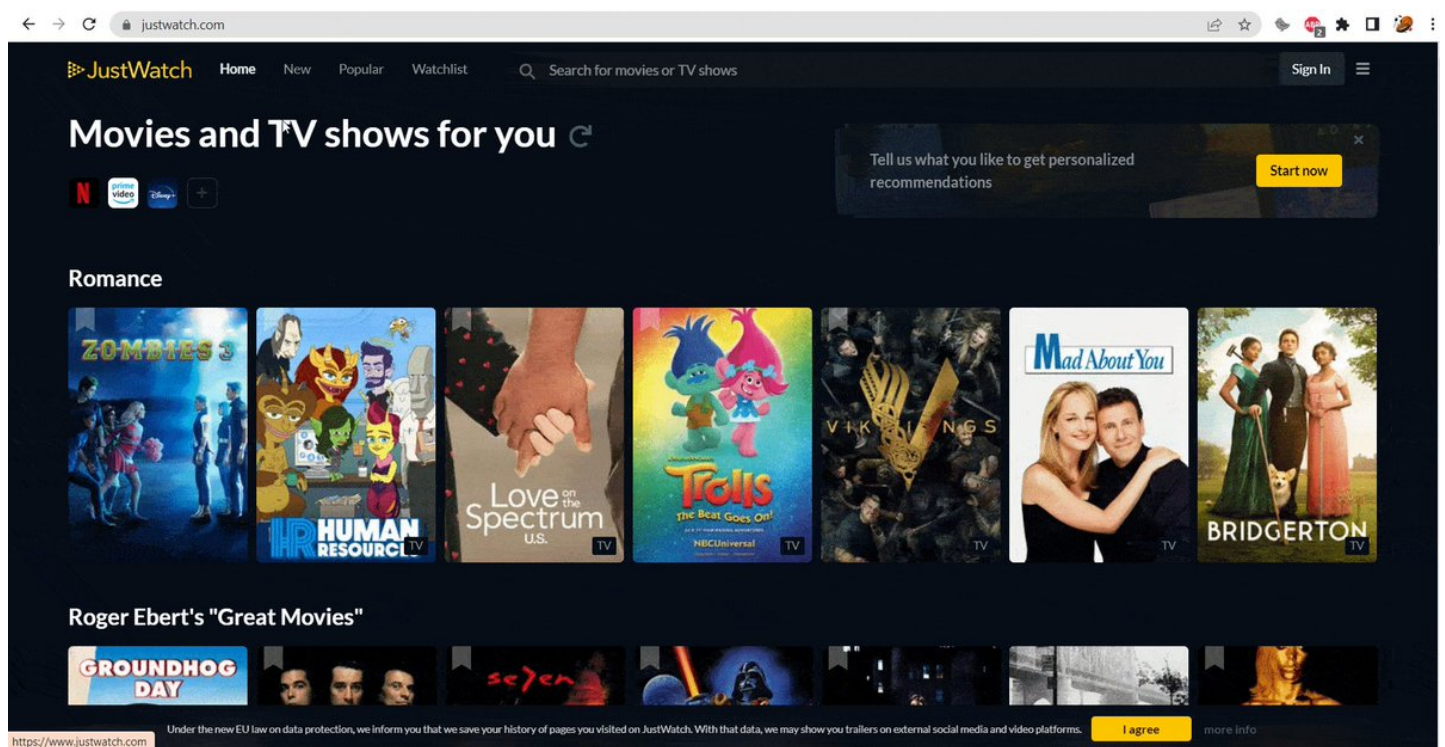 justwatch.com
2
JustWatch Home New Popular Watchlist Search for movies or TV shows Sign In
Movies and TV shows for you
Tell us what you like to get personalized
recommendations
Start now
N prime video Disney+ +
Romance
ZOMBIES 3
HR HUMAN
RESOURC
TV
Love on the
Spectrum
U.S.
TV
Trolls
The Beat Goes On!
NBCUniversal
TV
VIKINGS
TV
Mad About You
TV
BRIDGERTON
TV
Roger Ebert's "Great Movies"
GROUNDHOG
DAY
se7en
Under the new EU law on data protection, we inform you that we save your history of pages you visited on JustWatch. With that data, we may show you trailers on external social media and video platforms. I agree more info
https://www.justwatch.com